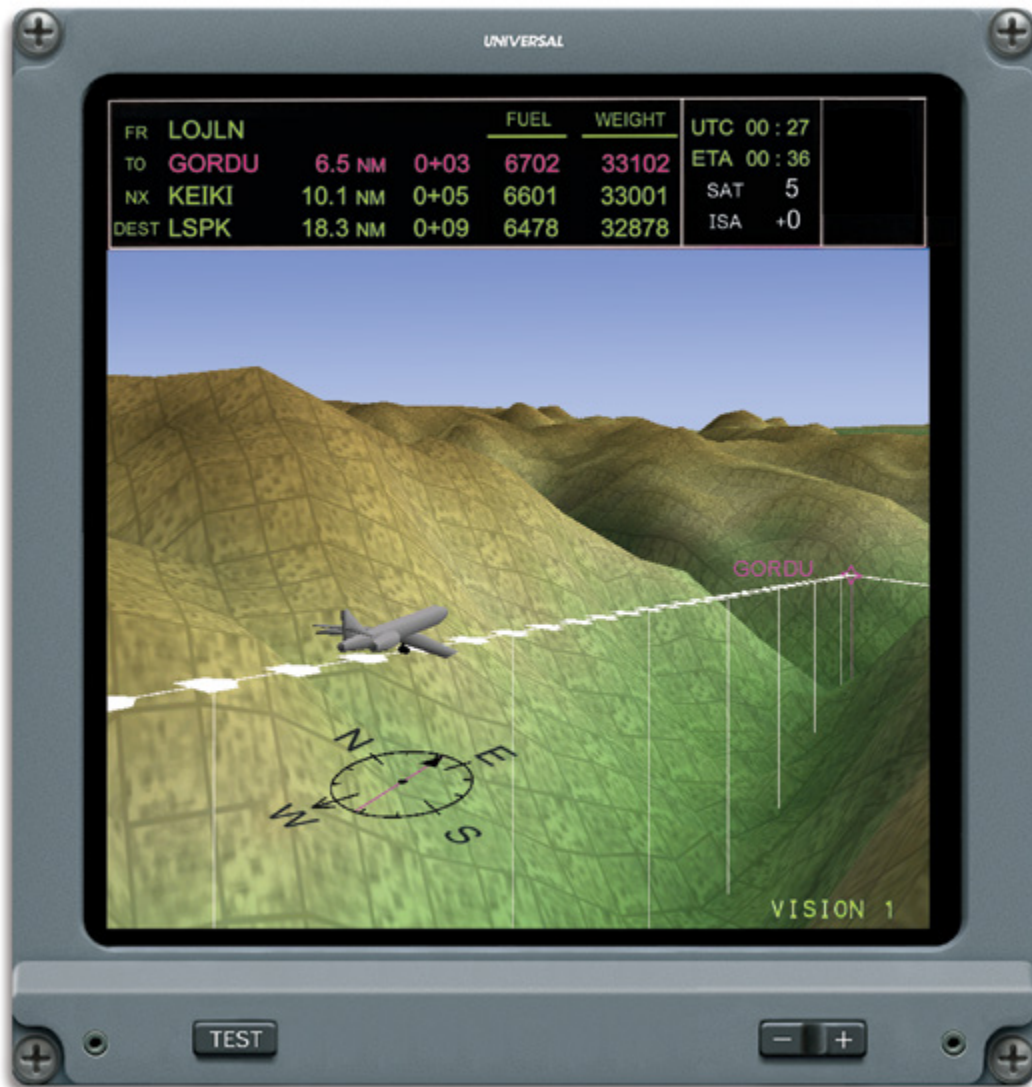 UNIVERSAL
FUEL WEIGHT
FR LOJLN
TO GORDU 6.5 NM 0+03 6702 33102
NX KEIKI 10.1 NM 0+05 6601 33001
DEST LSPK 18.3 NM 0+09 6478 32878
UTC 00 : 27
ETA 00 : 36
SAT 5
ISA +0
GORDU
N
E
W
S
VISION 1
TEST
− +